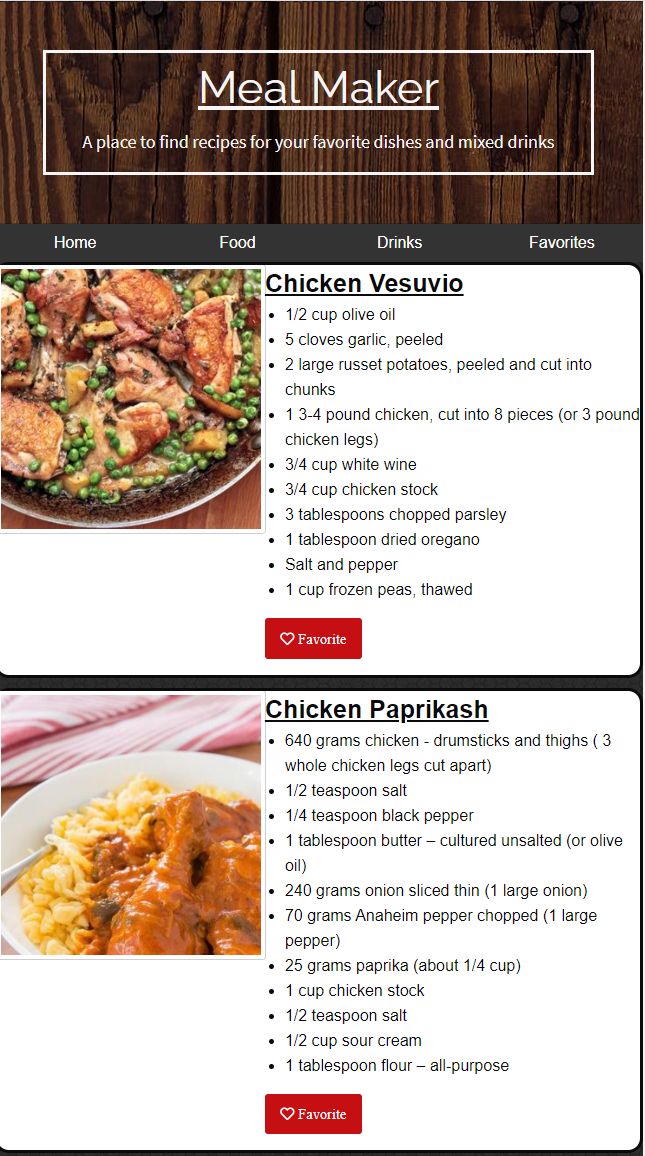 Meal Maker
A place to find recipes for your favorite dishes and mixed drinks
Home Food Drinks Favorites
Chicken Vesuvio
1/2 cup olive oil
5 cloves garlic, peeled
2 large russet potatoes, peeled and cut into
chunks
1 3-4 pound chicken, cut into 8 pieces (or 3 pound
chicken legs)
3/4 cup white wine
3/4 cup chicken stock
3 tablespoons chopped parsley
1 tablespoon dried oregano
Salt and pepper
1 cup frozen peas, thawed
Favorite
Chicken Paprikash
640 grams chicken - drumsticks and thighs ( 3
whole chicken legs cut apart)
1/2 teaspoon salt
1/4 teaspoon black pepper
1 tablespoon butter – cultured unsalted (or olive
oil)
240 grams onion sliced thin (1 large onion)
70 grams Anaheim pepper chopped (1 large
pepper)
25 grams paprika (about 1/4 cup)
1 cup chicken stock
1/2 teaspoon salt
1/2 cup sour cream
1 tablespoon flour – all-purpose
Favorite